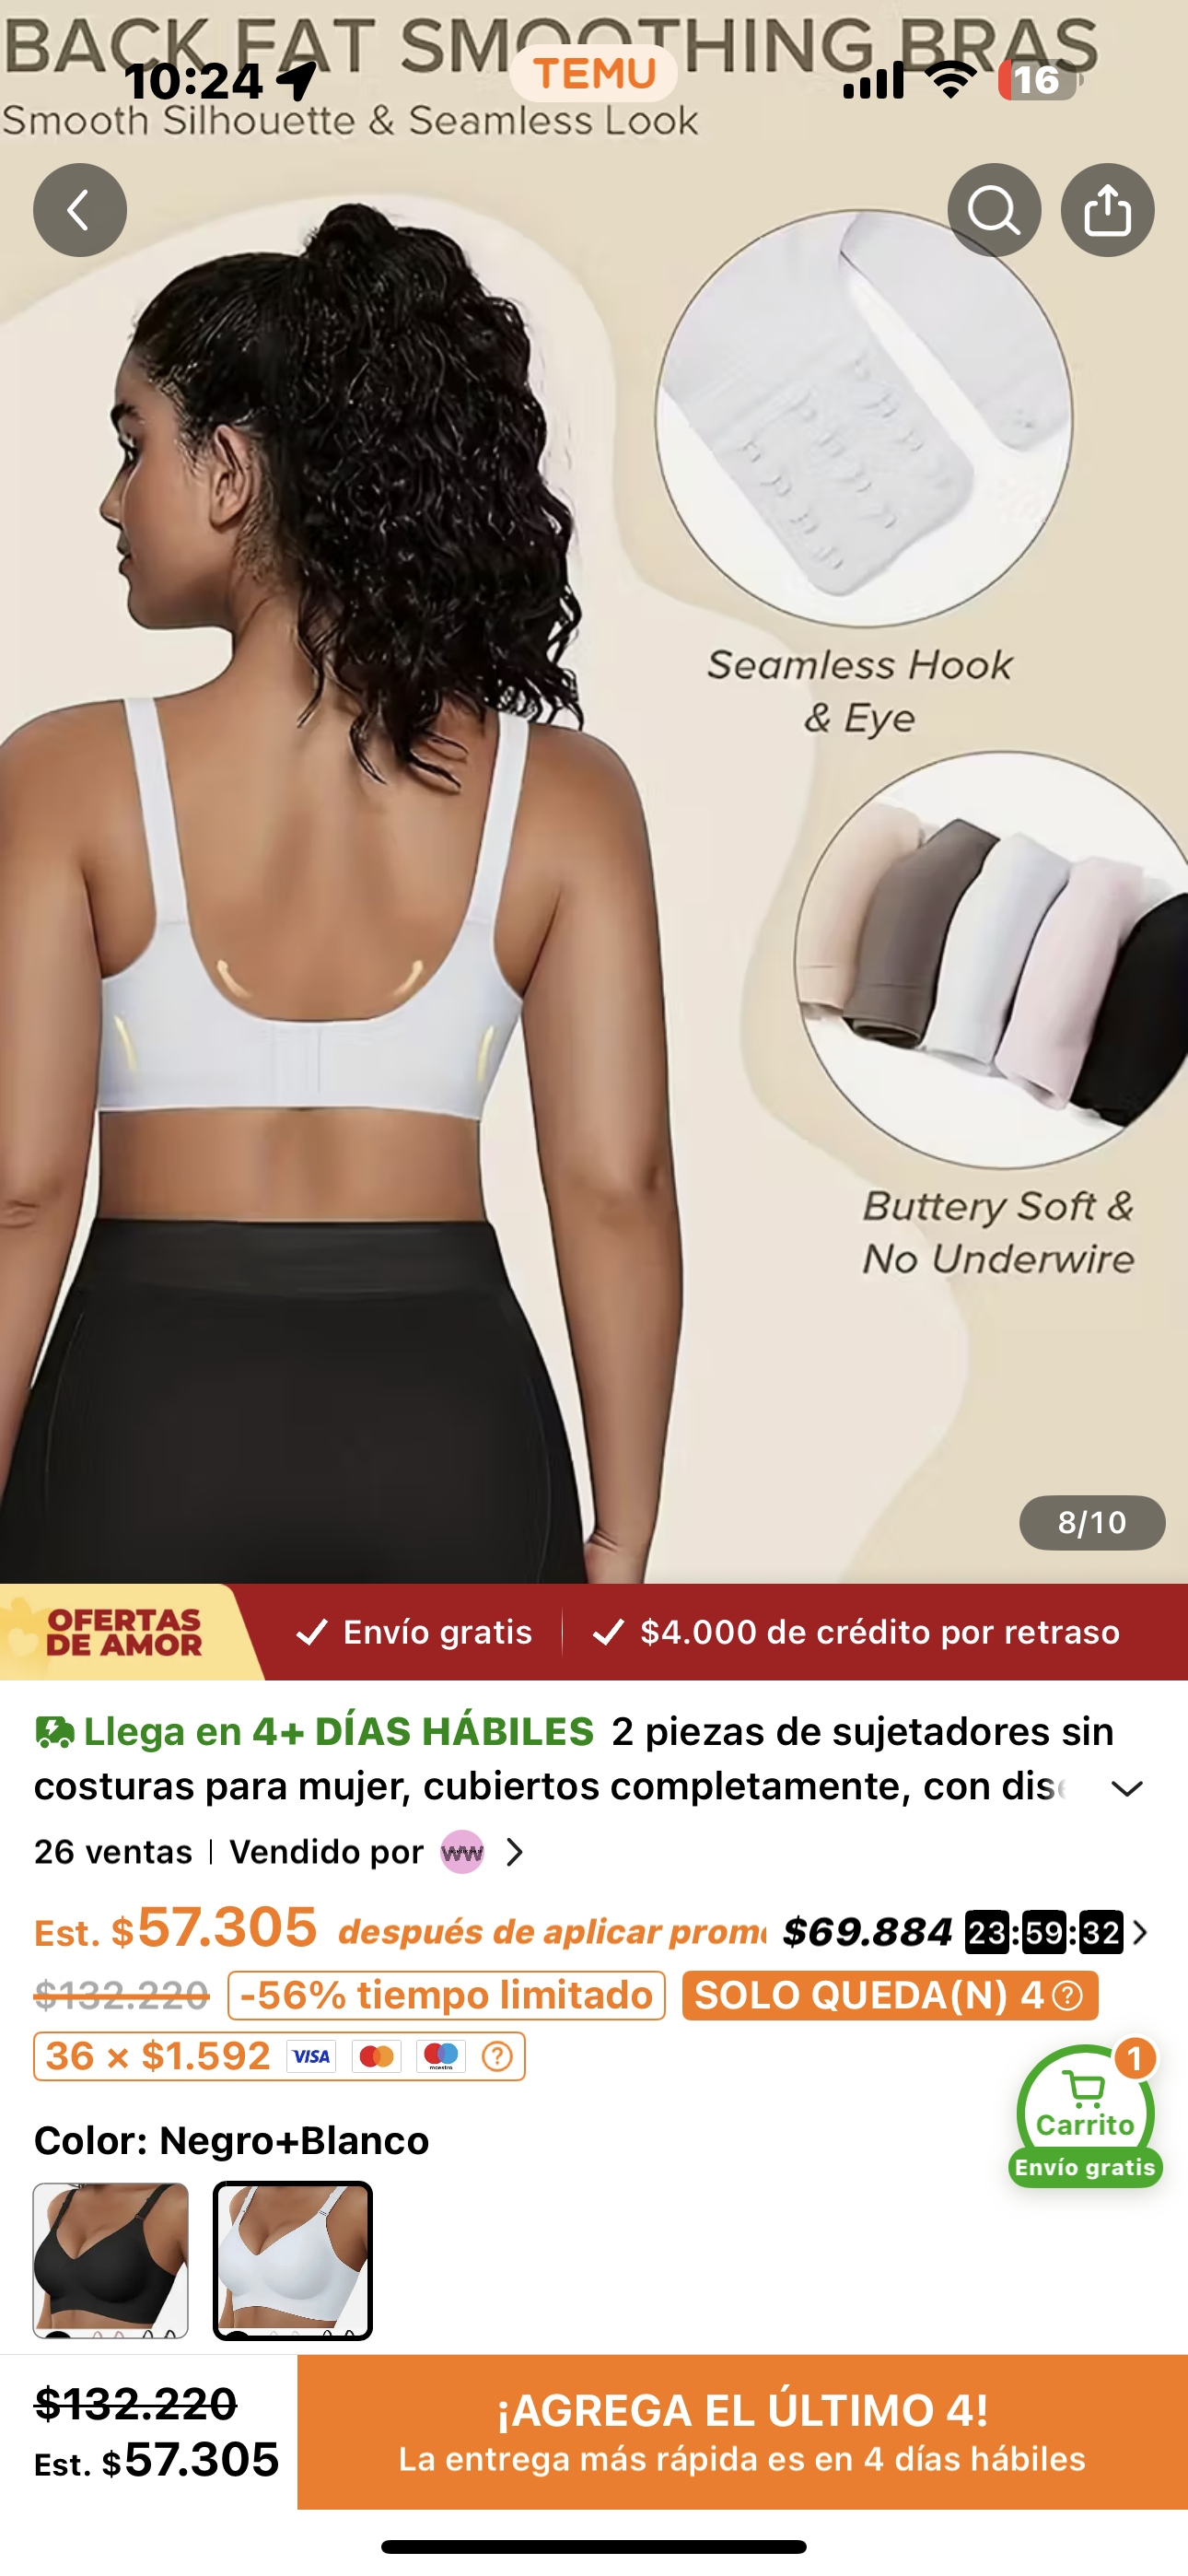 BACK FAT SMOOTHING BRAS
10:24
TEMU
16
Smooth Silhouette & Seamless Look
Seamless Hook
& Eye
Buttery Soft &
No Underwire
8/10
OFERTAS
DE AMOR
Envío gratis
$4.000 de crédito por retraso
Llega en 4+ DÍAS HÁBILES 2 piezas de sujetadores sin
costuras para mujer, cubiertos completamente, con dis
26 ventas | Vendido por
Est. $57.305 después de aplicar prom $69.884 23:59:32
$132.220 -56% tiempo limitado SOLO QUEDA(N) 4 ?
36 × $1.592 VISA maestro ?
1
Carrito
Envío gratis
Color: Negro+Blanco
$132.220
Est. $57.305
¡AGREGA EL ÚLTIMO 4!
La entrega más rápida es en 4 días hábiles